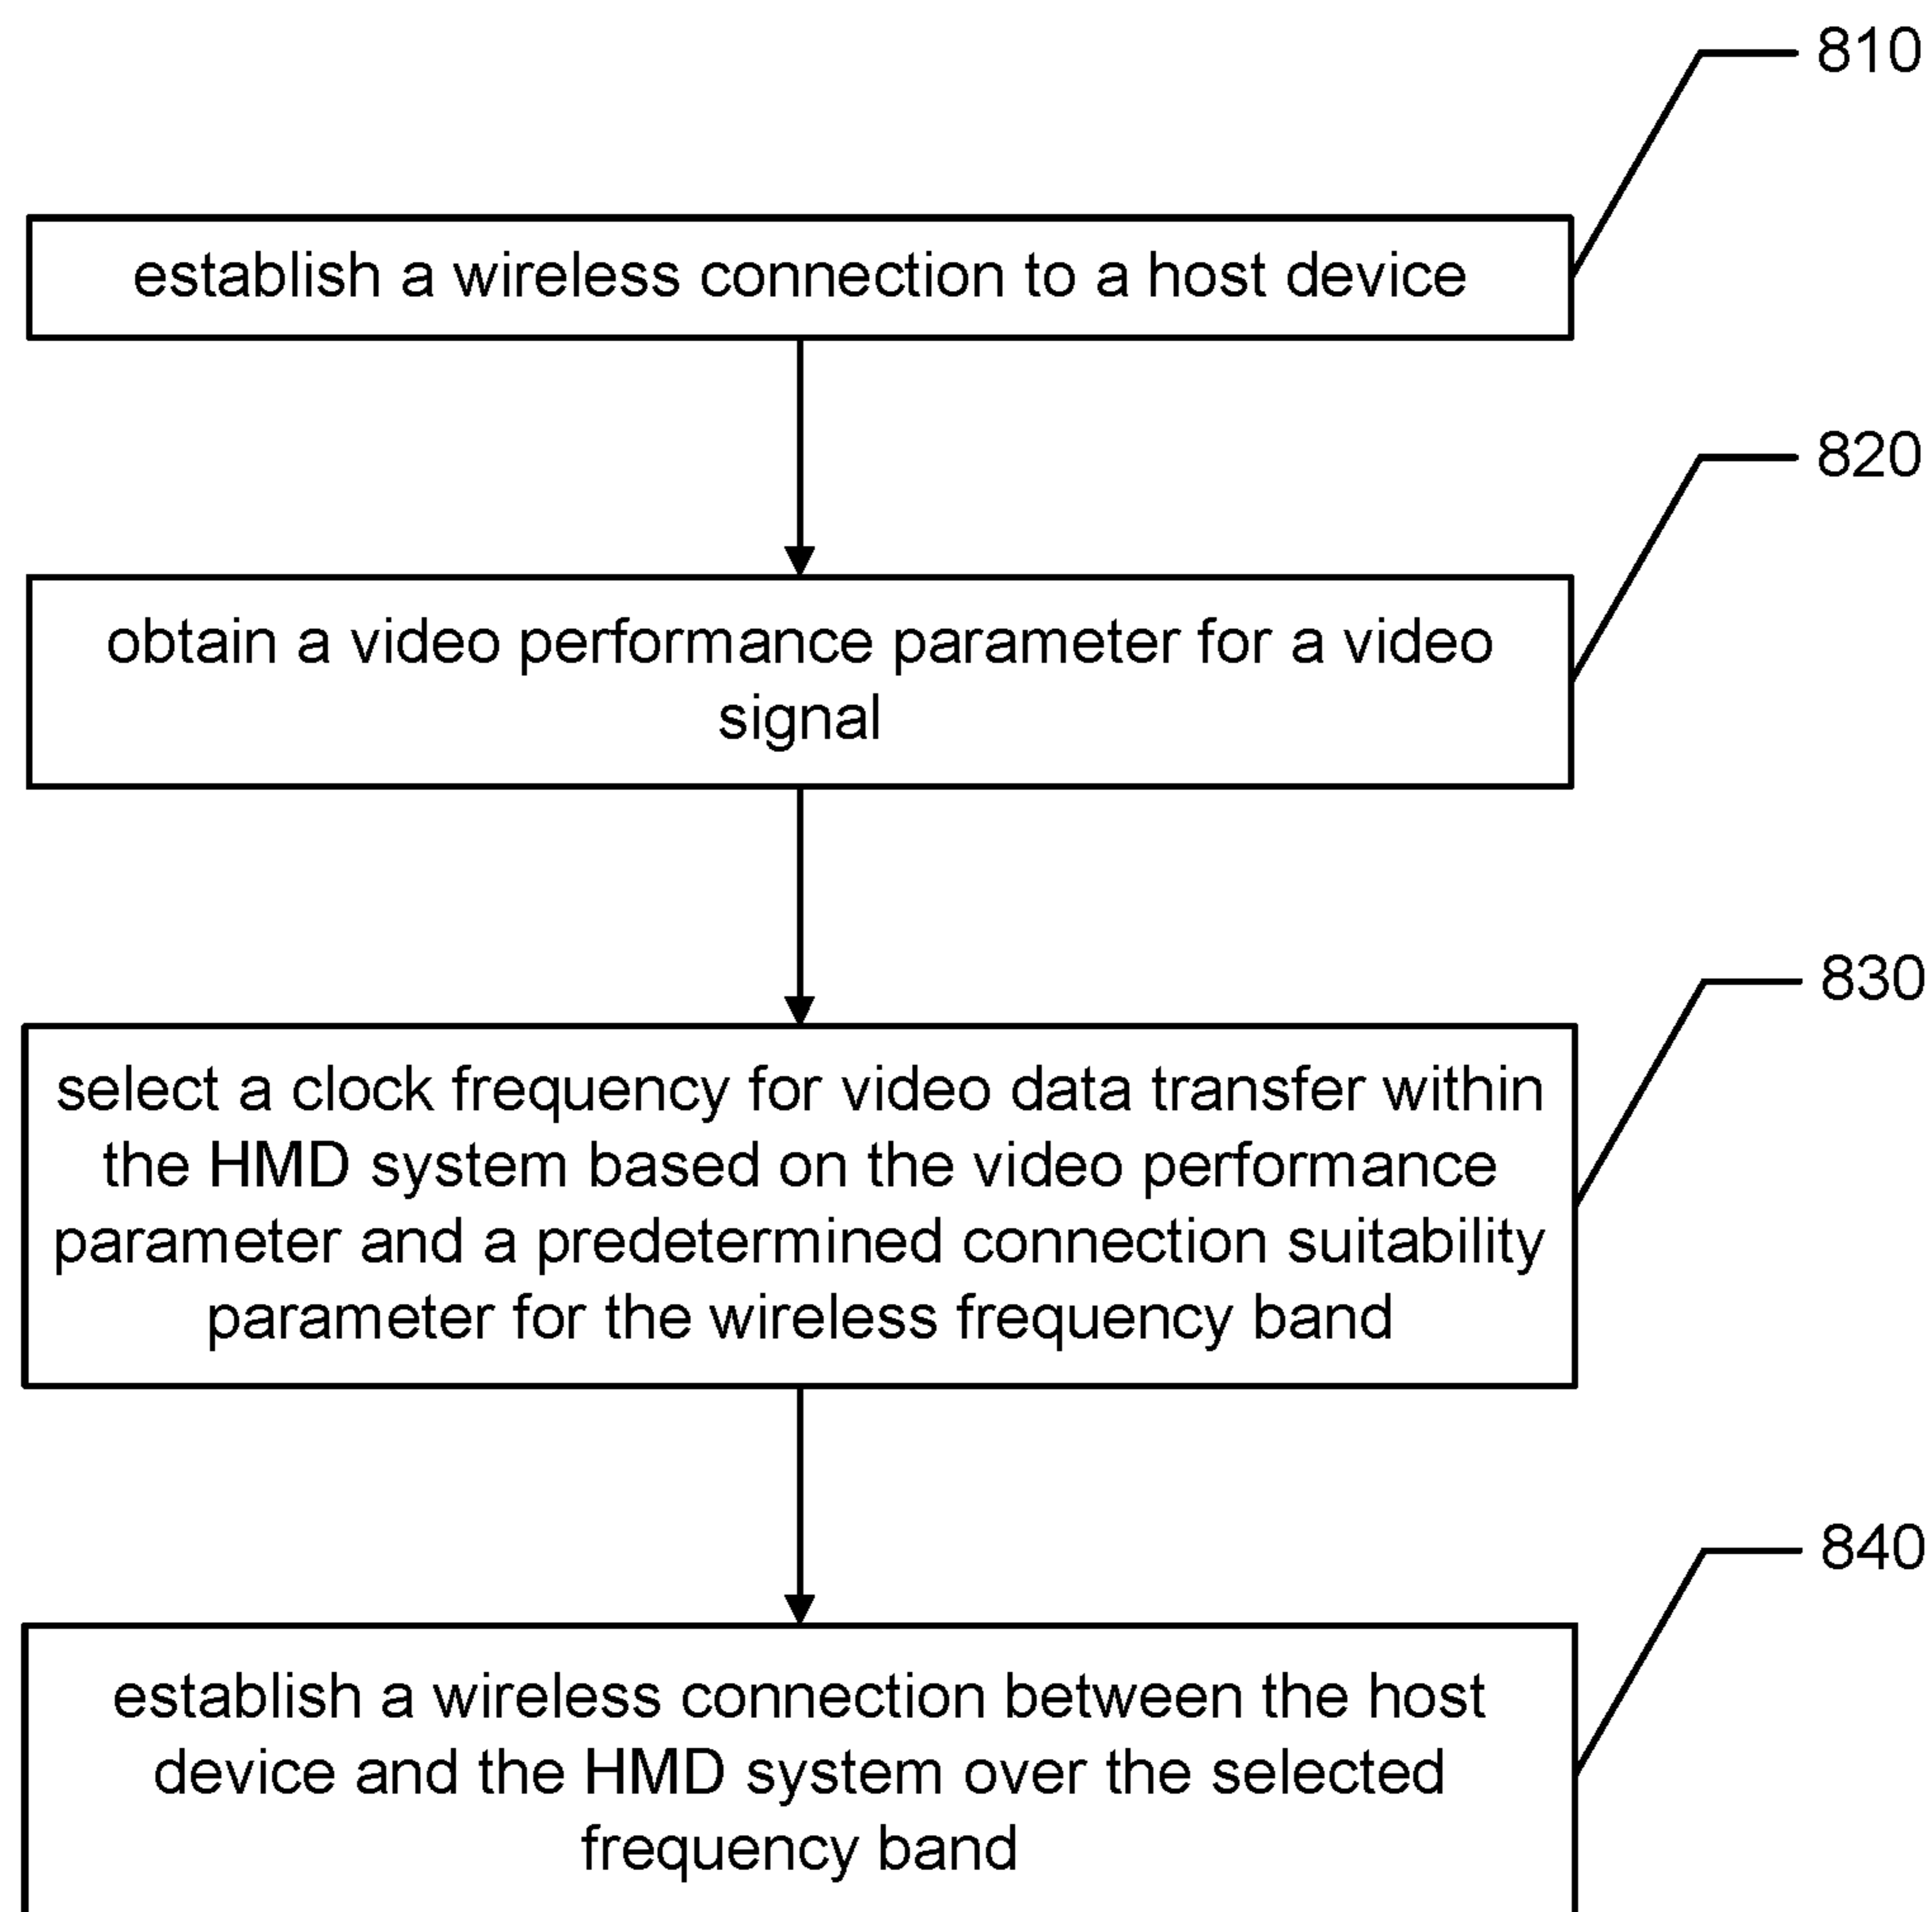 810
establish a wireless connection to a host device
820
obtain a video performance parameter for a video
signal
830
select a clock frequency for video data transfer within
the HMD system based on the video performance
parameter and a predetermined connection suitability
parameter for the wireless frequency band
840
establish a wireless connection between the host
device and the HMD system over the selected
frequency band